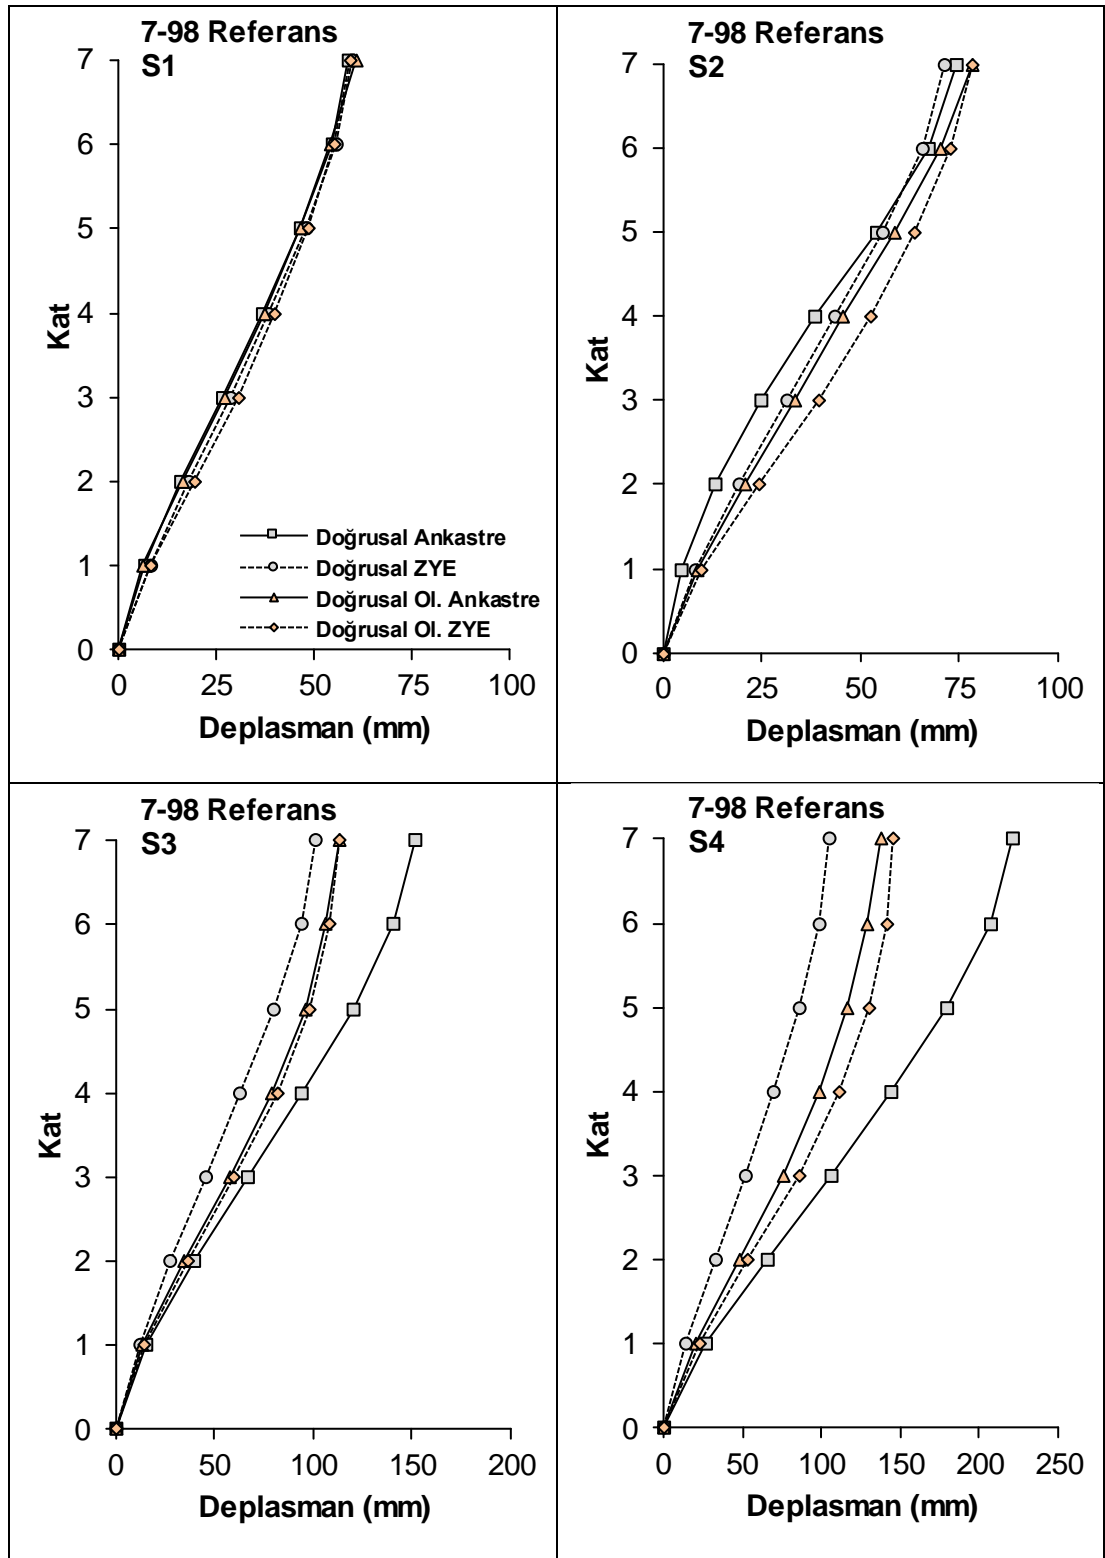 7-98 Referans
S1
7
6
5
4
3
2
1
0
Kat
Doğrusal Ankastre
Doğrusal ZYE
Doğrusal Ol. Ankastre
Doğrusal Ol. ZYE
0 25 50 75 100
Deplasman (mm)
7-98 Referans
S2
7
6
5
4
3
2
1
0
Kat
0 25 50 75 100
Deplasman (mm)
7-98 Referans
S3
7
6
5
4
3
2
1
0
Kat
0 50 100 150 200
Deplasman (mm)
7-98 Referans
S4
7
6
5
4
3
2
1
0
Kat
0 50 100 150 200 250
Deplasman (mm)